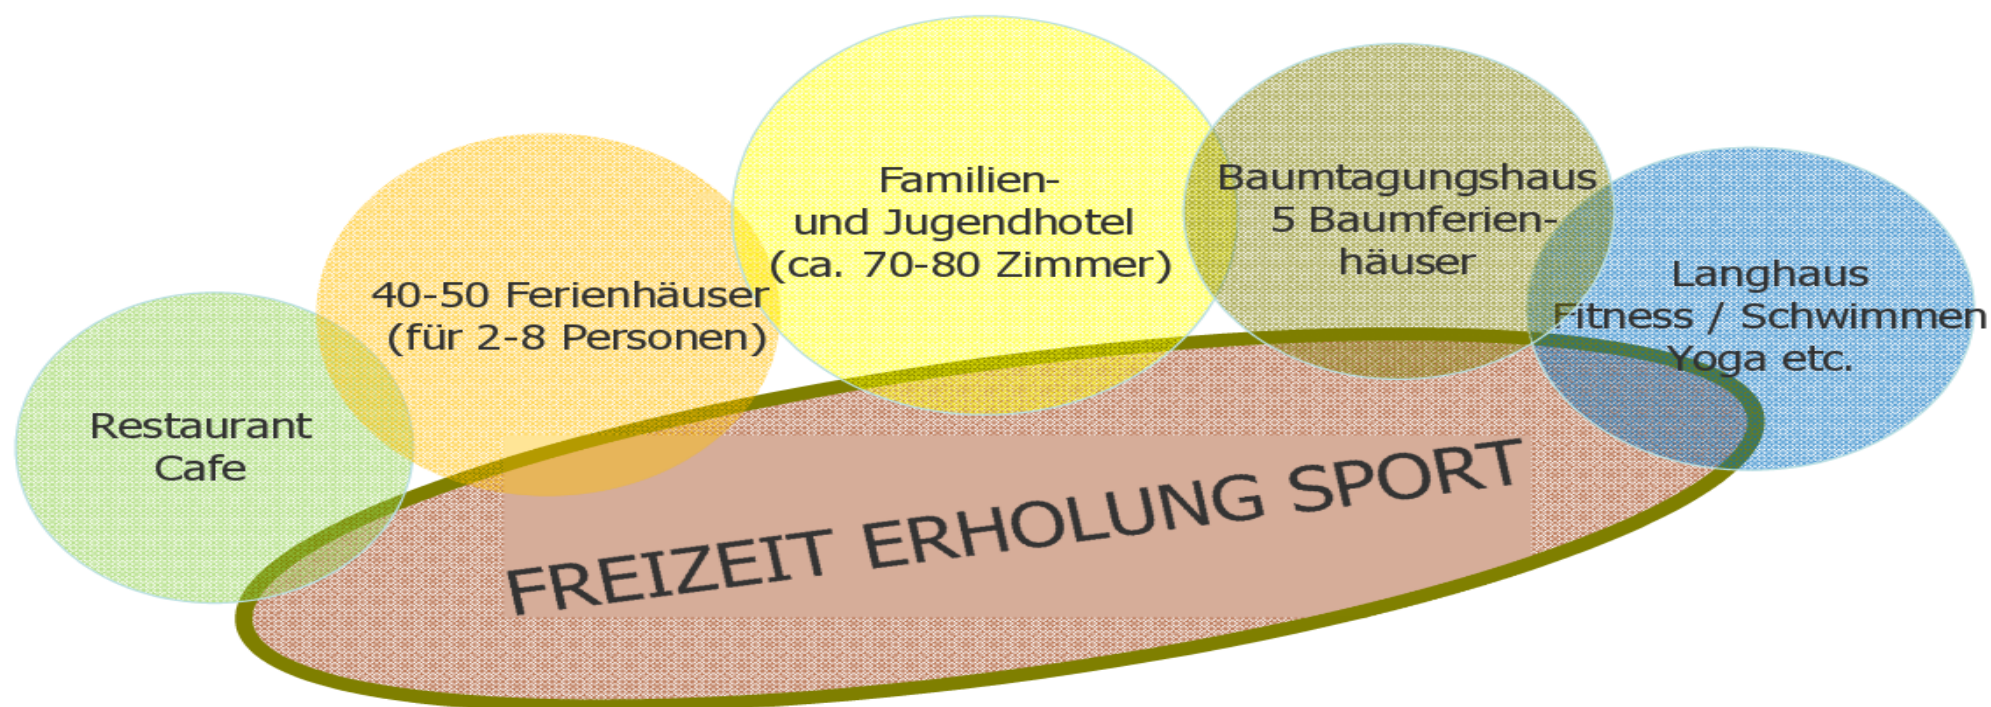 Restaurant
Cafe
40-50 Ferienhäuser
(für 2-8 Personen)
Familien-
und Jugendhotel
(ca. 70-80 Zimmer)
Baumtagungshaus
5 Baumferien-
häuser
Langhaus
Fitness / Schwimmen
Yoga etc.
FREIZEIT ERHOLUNG SPORT